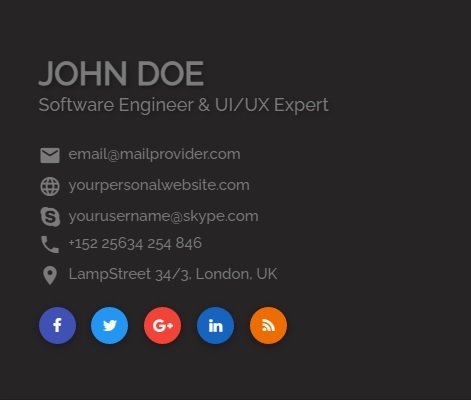 JOHN DOE
Software Engineer & UI/UX Expert
email@mailprovider.com
yourpersonalwebsite.com
yourusername@skype.com
+152 25634 254 846
LampStreet 34/3, London, UK